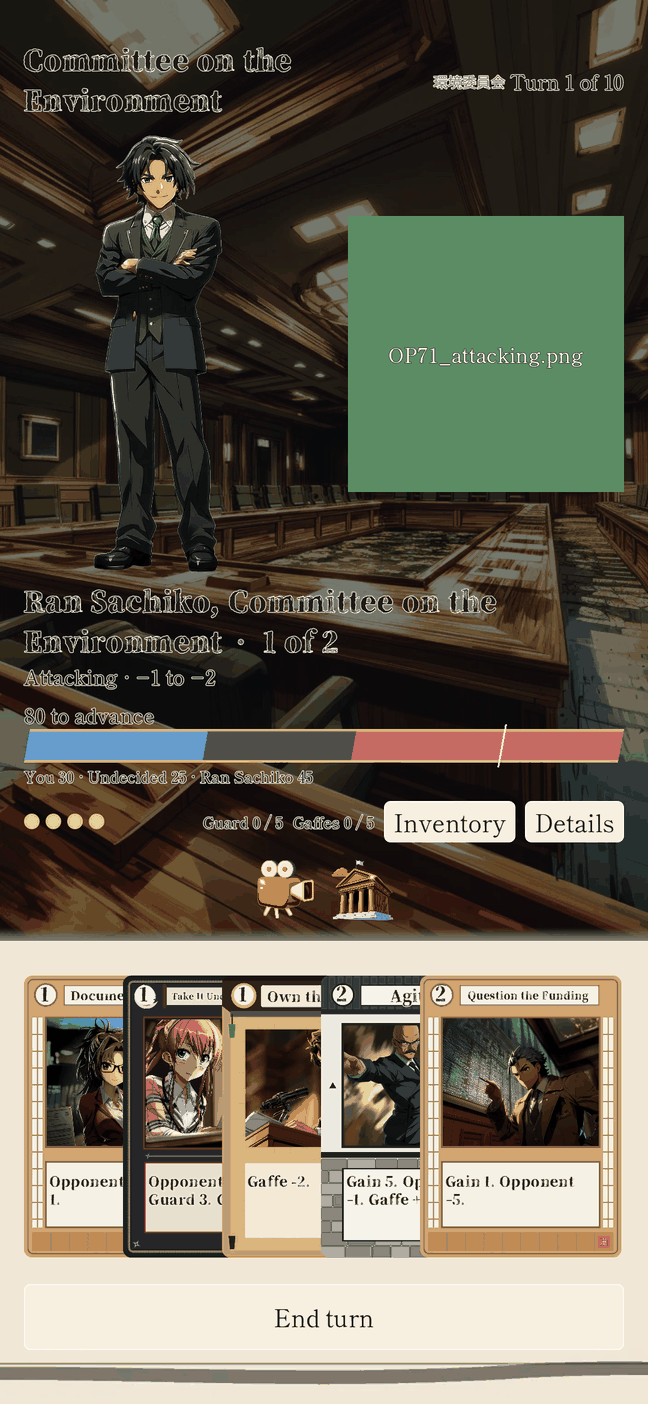 Committee on the
Environment
環境委員会 Turn 1 of 10
OP71_attacking.png
Ran Sachiko, Committee on the
Environment · 1 of 2
Attacking · −1 to −2
80 to advance
You 30 · Undecided 25 · Ran Sachiko 45
Guard 0/5 Gaffes 0/5
Inventory
Details
1
Docume
Opponent
1.
1
Take It Un
Opponent
Guard 3. G
1
Own th
Gaffe -2.
2
Agi
Gain 5. Op
-1. Gaffe +
2
Question the Funding
Gain 1. Opponent
-5.
End turn